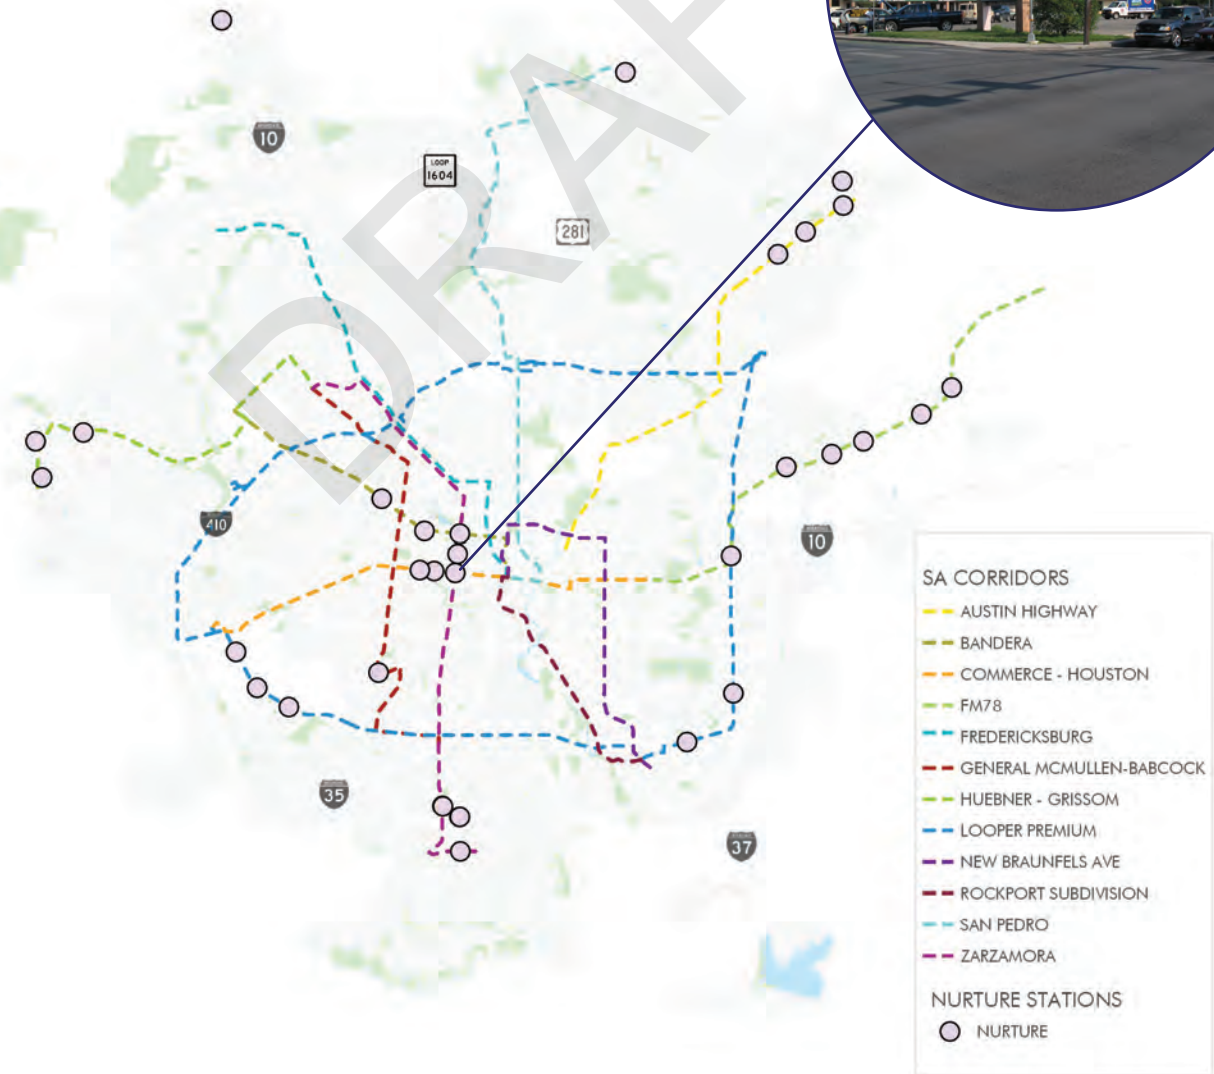 DRAF
10
LOOP
1604
281
410
10
35
37
SA CORRIDORS
AUSTIN HIGHWAY
BANDERA
COMMERCE - HOUSTON
FM78
FREDERICKSBURG
GENERAL MCMULLEN-BABCOCK
HUEBNER - GRISSOM
LOOPER PREMIUM
NEW BRAUNFELS AVE
ROCKPORT SUBDIVISION
SAN PEDRO
ZARZAMORA
NURTURE STATIONS
NURTURE